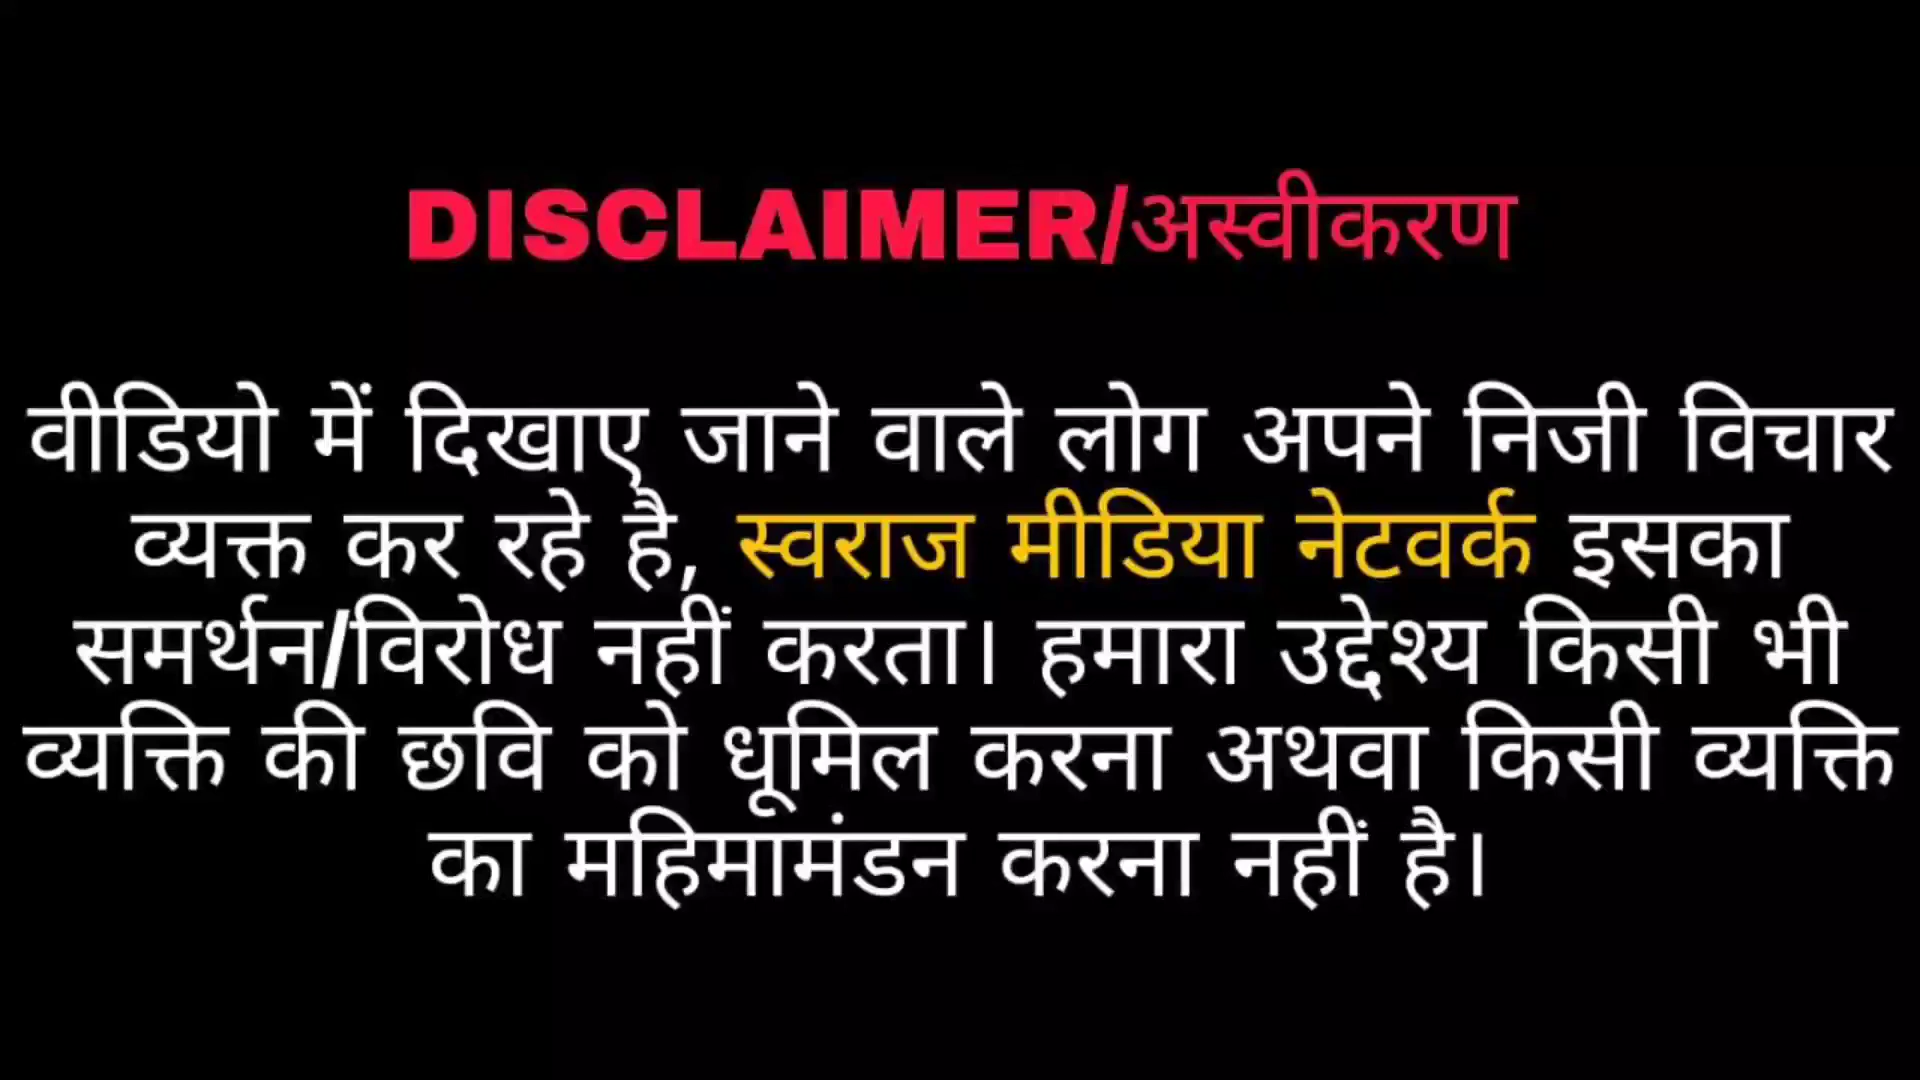 DISCLAIMER/अस्वीकरण
वीडियो में दिखाए जाने वाले लोग अपने निजी विचार
व्यक्त कर रहे है, स्वराज मीडिया नेटवर्क इसका
समर्थन/विरोध नहीं करता। हमारा उद्देश्य किसी भी
व्यक्ति की छवि को धूमिल करना अथवा किसी व्यक्ति
का महिमामंडन करना नहीं है।